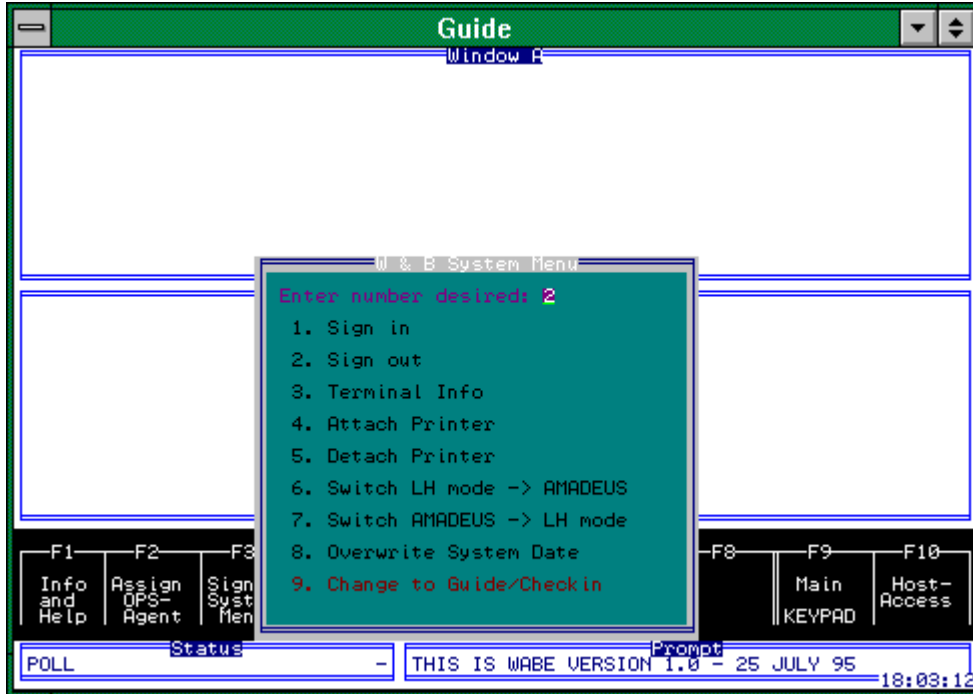 Guide
Window A
W & B System Menu
Enter number desired: 2
1. Sign in
2. Sign out
3. Terminal Info
4. Attach Printer
5. Detach Printer
6. Switch LH mode -> AMADEUS
7. Switch AMADEUS -> LH mode
8. Overwrite System Date
9. Change to Guide/Checkin
F1 F2 F3 F8 F9 F10
Info Assign Sign Main Host-
and OPS- Syst Access
Help Agent Men KEYPAD
Status Prompt
POLL - THIS IS WABE VERSION 1.0 - 25 JULY 95
18:03:12